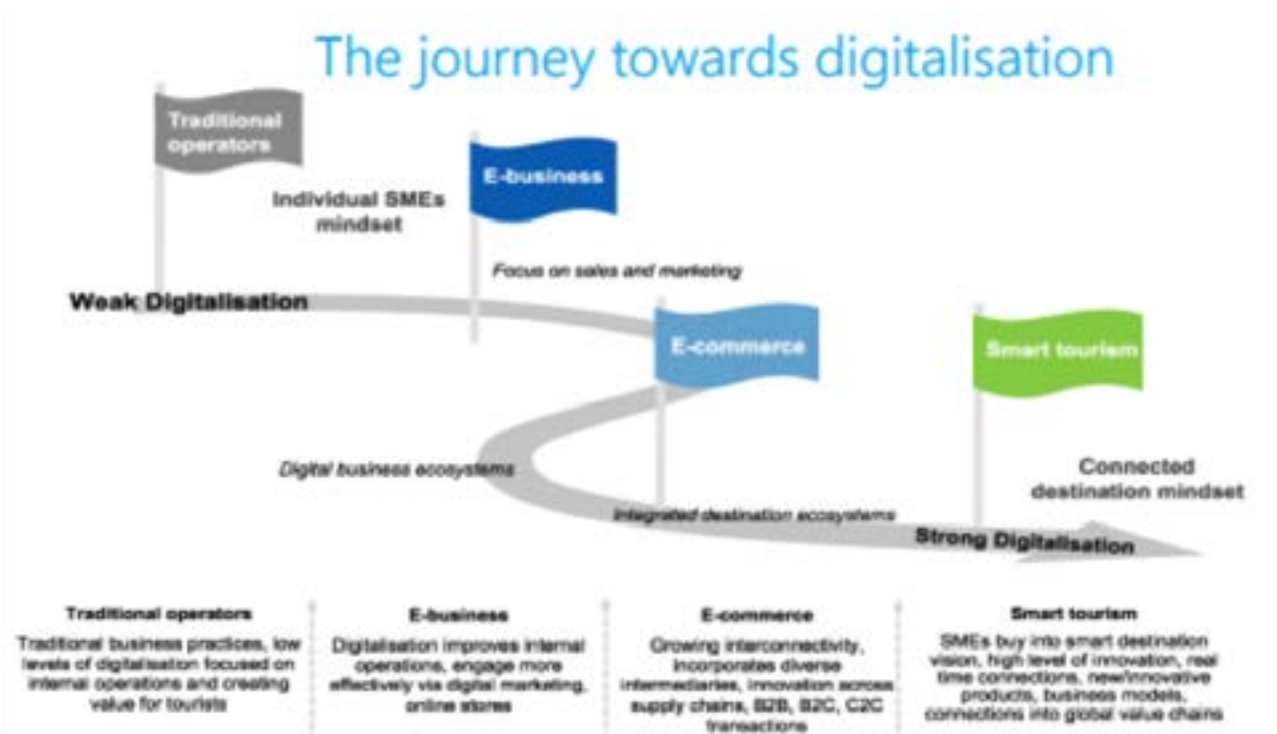 The journey towards digitalisation
Traditional
operators
E-business
Individual SMEs
mindset
Focus on sales and marketing
Weak Digitalisation
E-commerce
Smart tourism
Digital business ecosystems
Connected
destination mindset
Integrated destination ecosystems
Strong Digitalisation
Traditional operators
Traditional business practices, low
levels of digitalisation focused on
internal operations and creating
value for tourists
E-business
Digitalisation improves internal
operations, engage more
effectively via digital marketing,
online stores
E-commerce
Growing interconnectivity,
incorporates diverse
intermediaries, innovation across
supply chains, B2B, B2C, C2C
transactions
Smart tourism
SMEs buy into smart destination
vision, high level of innovation, real
time connections, new/innovative
products, business models,
connections into global value chains